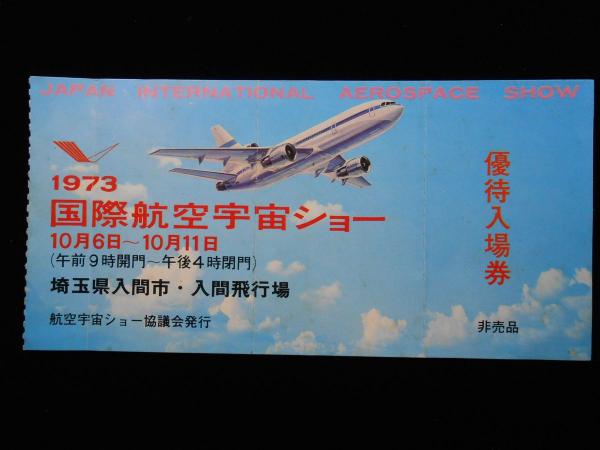 JAPAN INTERNATIONAL AEROSPACE SHOW
1973
国際航空宇宙ショー
10月6日～10月11日
(午前9時開門～午後4時閉門)
埼玉県入間市・入間飛行場
航空宇宙ショー協議会発行
優待入場券
非売品